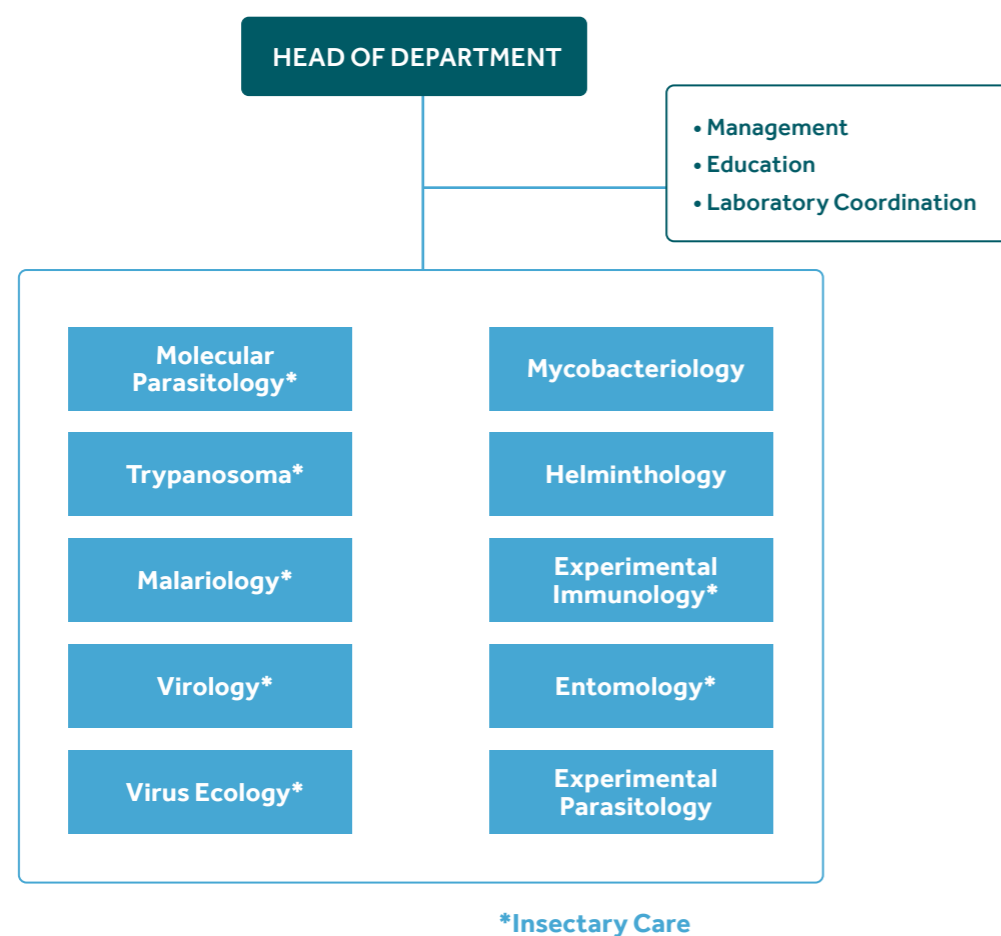 HEAD OF DEPARTMENT
• Management
• Education
• Laboratory Coordination
Molecular
Parasitology*
Mycobacteriology
Trypanosoma*
Helminthology
Malariology*
Experimental
Immunology*
Virology*
Entomology*
Virus Ecology*
Experimental
Parasitology
*Insectary Care